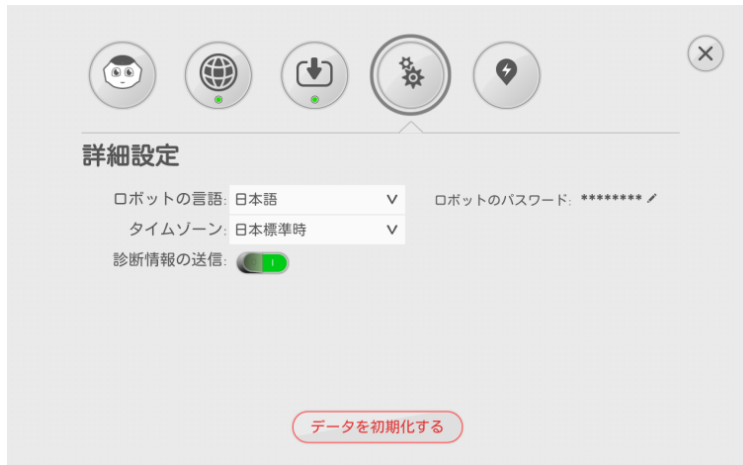 詳細設定
ロボットの言語: 日本語
ロボットのパスワード: ********
タイムゾーン: 日本標準時
診断情報の送信:
データを初期化する